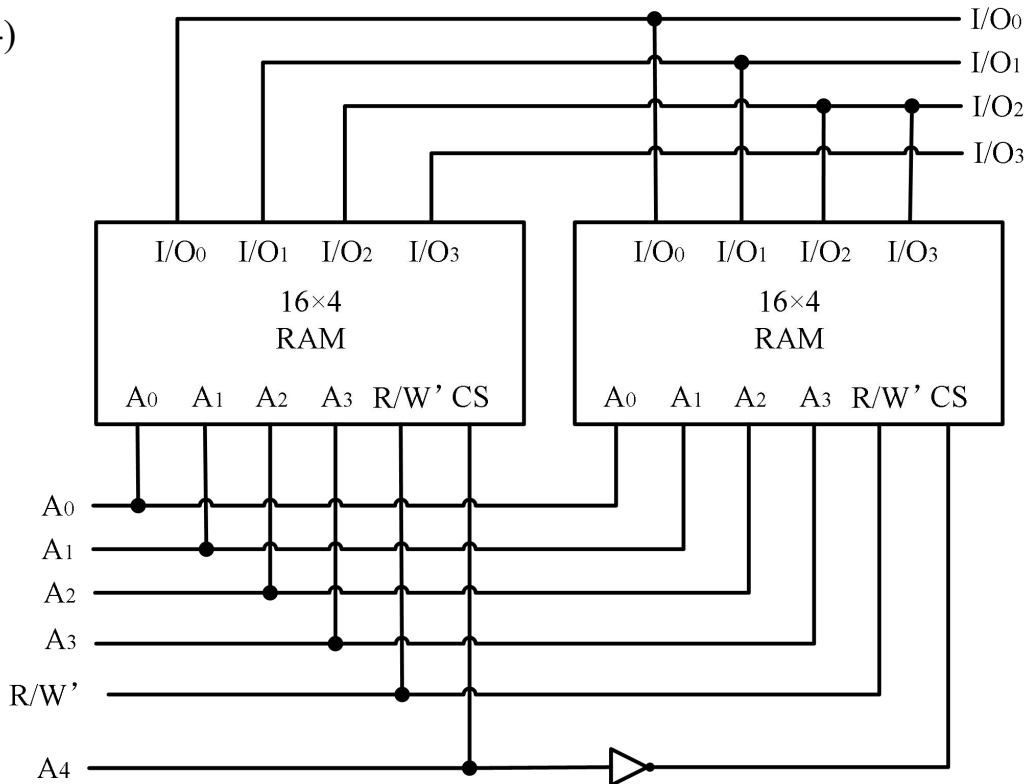 )
I/O₀
I/O₁
I/O₂
I/O₃
I/O₀ I/O₁ I/O₂ I/O₃
16×4
RAM
A₀ A₁ A₂ A₃ R/W’ CS
I/O₀ I/O₁ I/O₂ I/O₃
16×4
RAM
A₀ A₁ A₂ A₃ R/W’ CS
A₀
A₁
A₂
A₃
R/W’
A₄